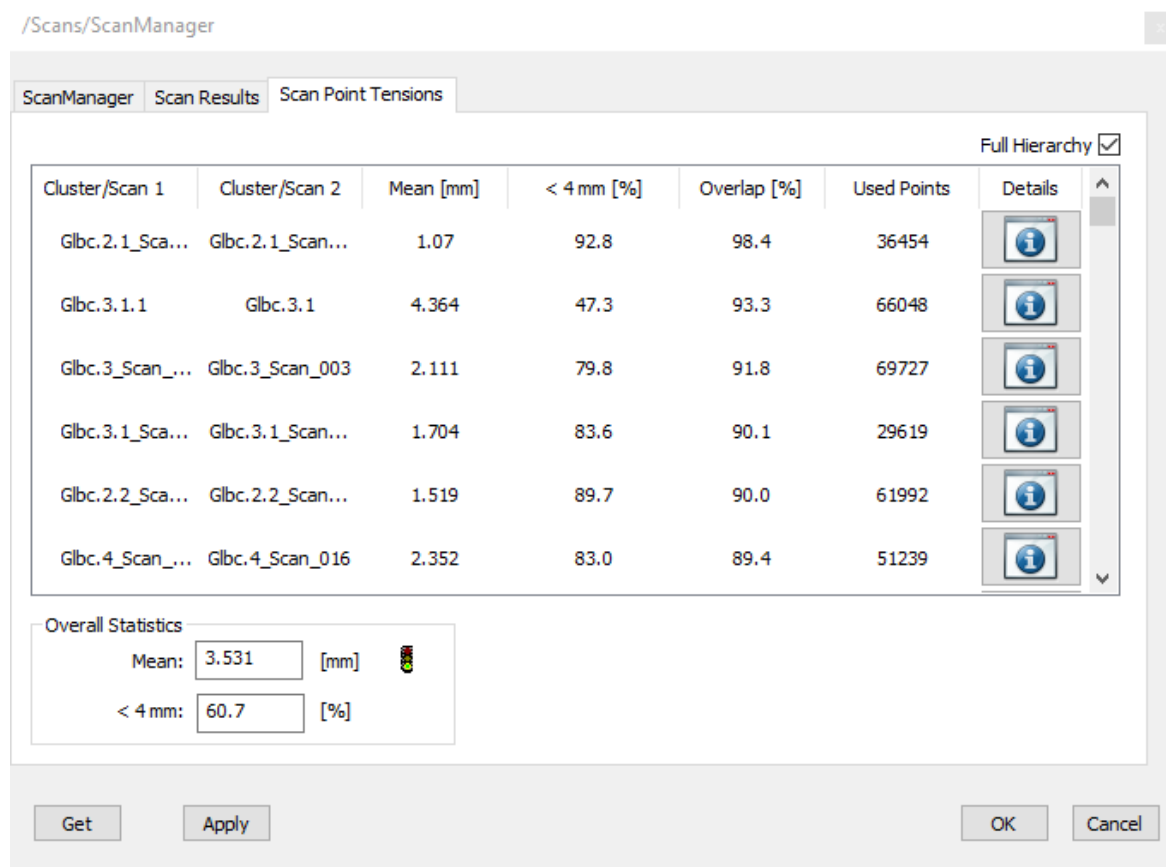 /Scans/ScanManager
ScanManager Scan Results Scan Point Tensions
Full Hierarchy
Cluster/Scan 1 Cluster/Scan 2 Mean [mm] < 4 mm [%] Overlap [%] Used Points Details
Glbc.2.1_Sca... Glbc.2.1_Scan... 1.07 92.8 98.4 36454
Glbc.3.1.1 Glbc.3.1 4.364 47.3 93.3 66048
Glbc.3_Scan_... Glbc.3_Scan_003 2.111 79.8 91.8 69727
Glbc.3.1_Sca... Glbc.3.1_Scan... 1.704 83.6 90.1 29619
Glbc.2.2_Sca... Glbc.2.2_Scan... 1.519 89.7 90.0 61992
Glbc.4_Scan_... Glbc.4_Scan_016 2.352 83.0 89.4 51239
Overall Statistics
Mean: 3.531 [mm]
< 4 mm: 60.7 [%]
Get Apply OK Cancel